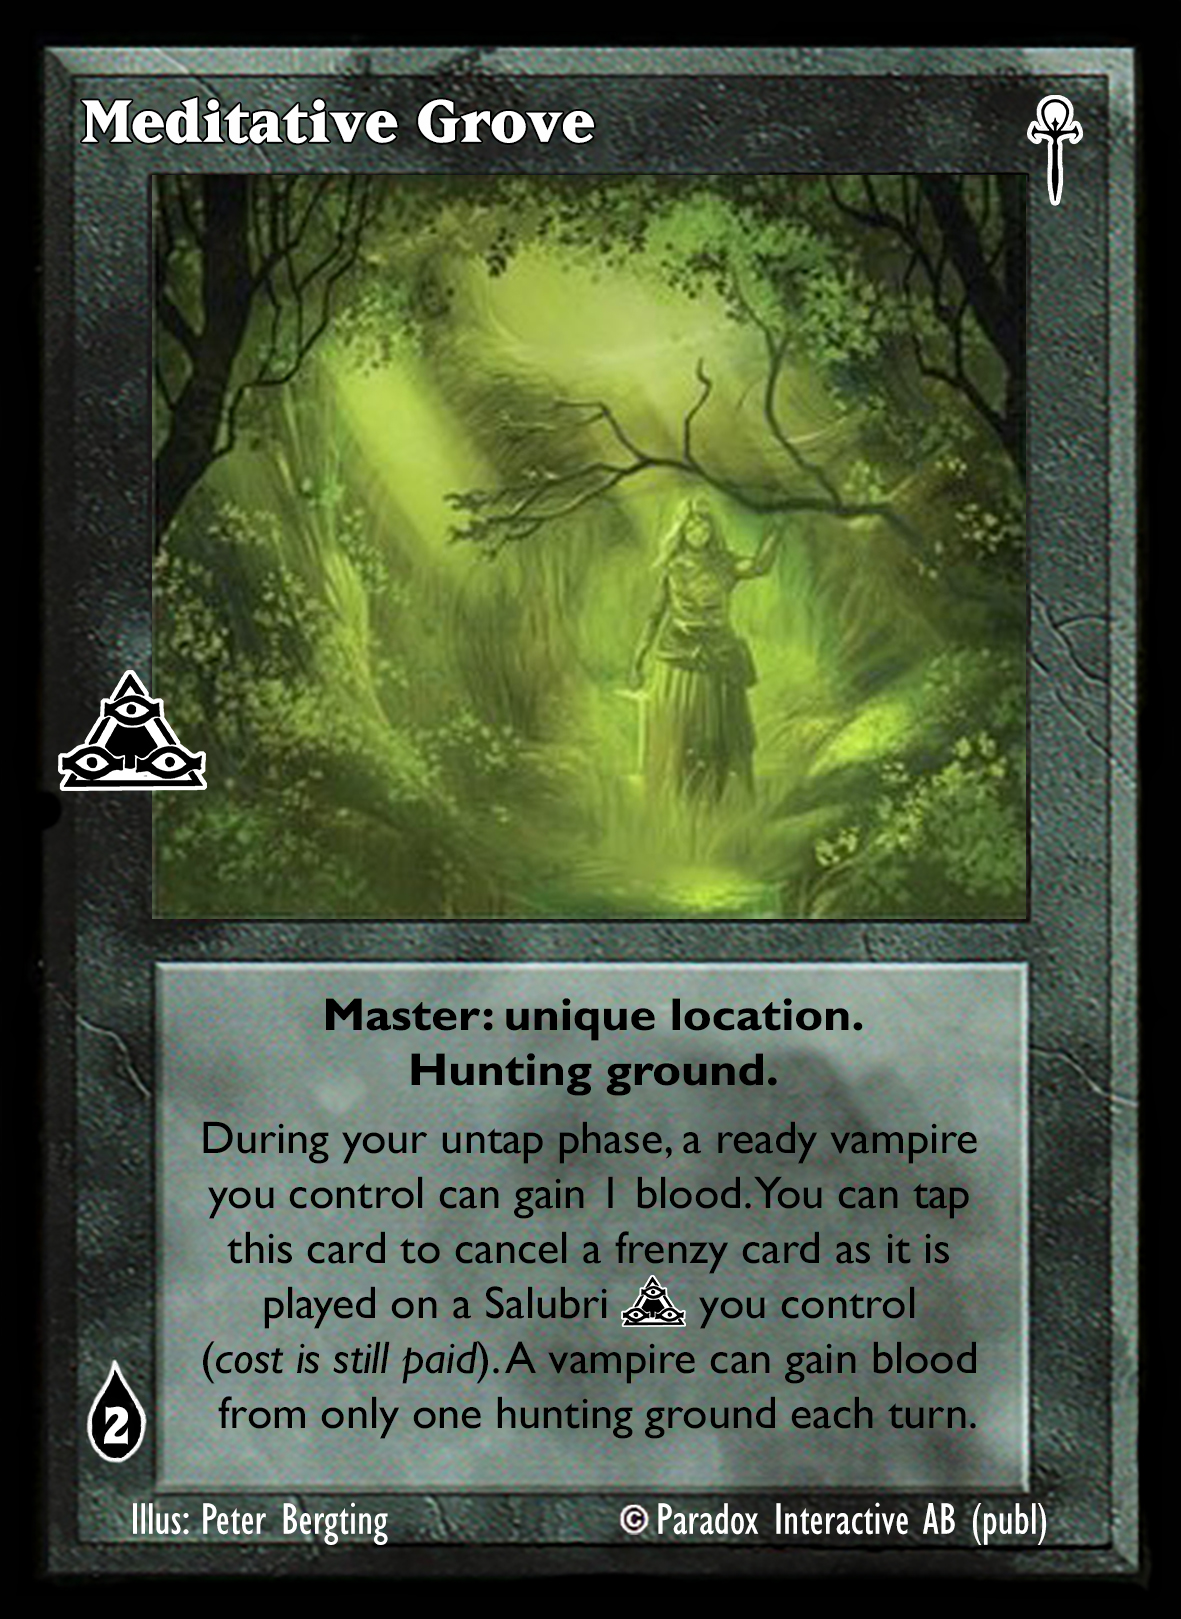 Meditative Grove
Master: unique location.
Hunting ground.
During your untap phase, a ready vampire
you control can gain 1 blood. You can tap
this card to cancel a frenzy card as it is
played on a Salubri you control
(cost is still paid). A vampire can gain blood
from only one hunting ground each turn.
2
Illus: Peter Bergting
© Paradox Interactive AB (publ)